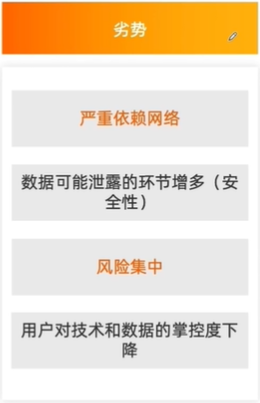 劣势
严重依赖网络
数据可能泄露的环节增多（安
全性）
风险集中
用户对技术和数据的掌控度下
降